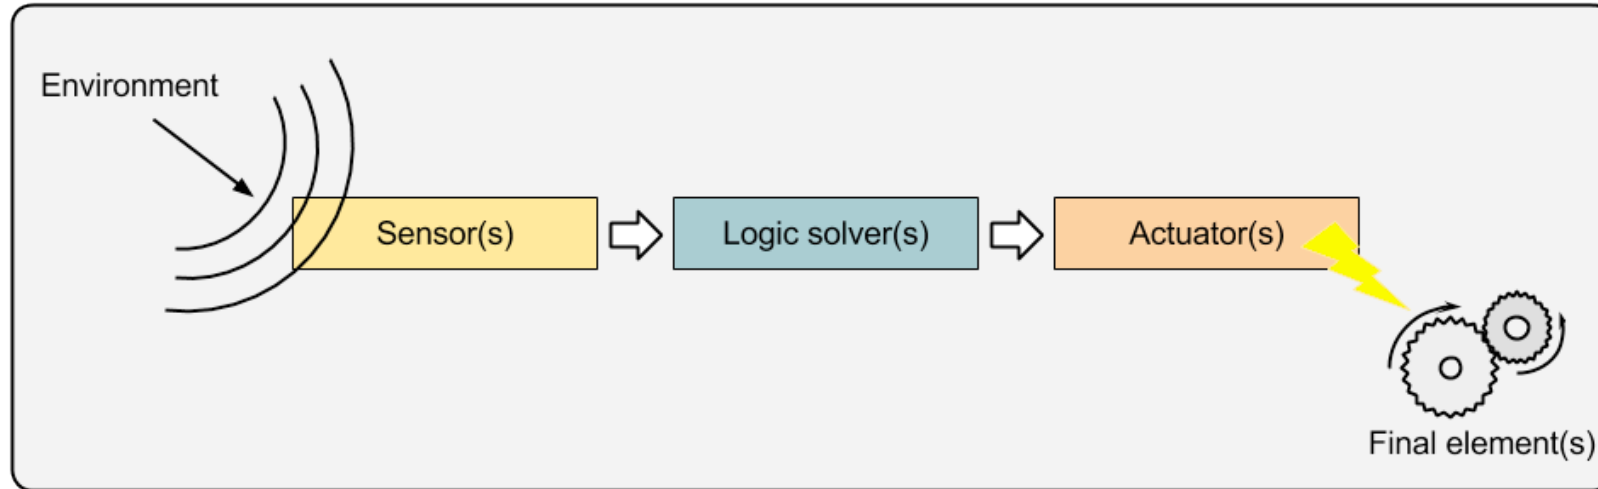 Environment
Sensor(s)
Logic solver(s)
Actuator(s)
Final element(s)